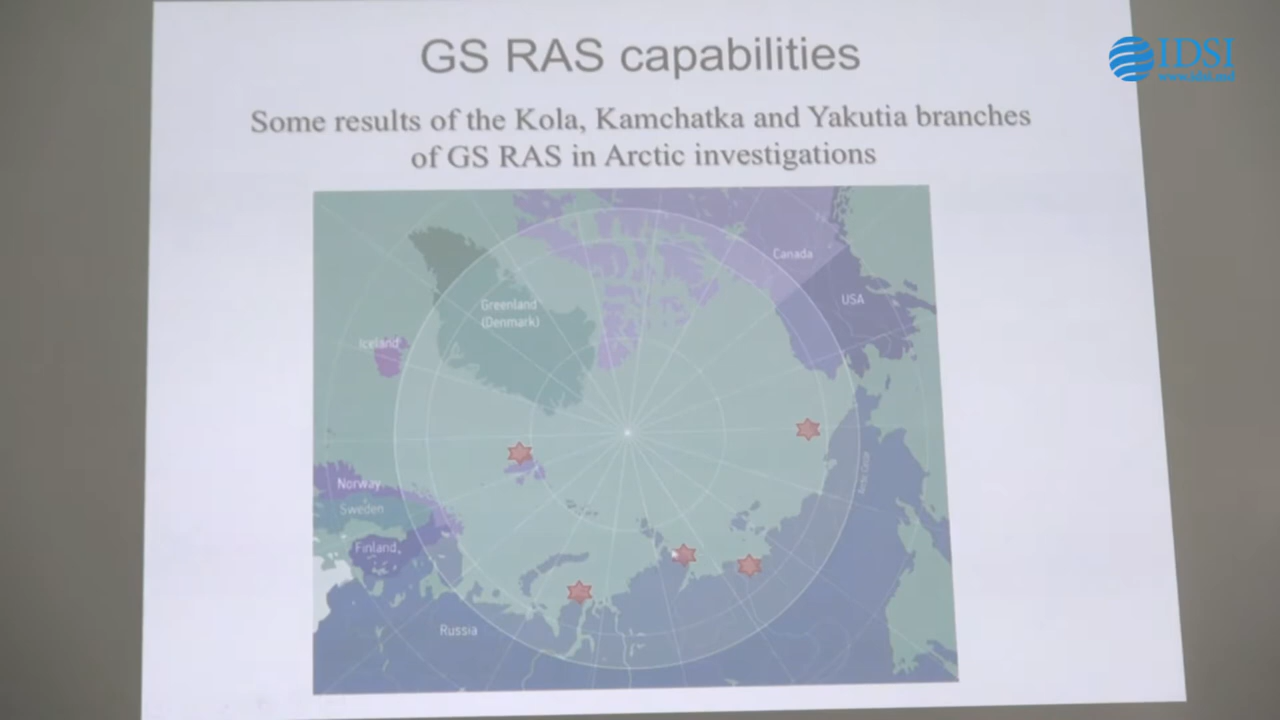 GS RAS capabilities
IDSI
www.idsi.md
Some results of the Kola, Kamchatka and Yakutia branches
of GS RAS in Arctic investigations
Canada
USA
Greenland
(Denmark)
Iceland
Norway
Sweden
Finland
Russia